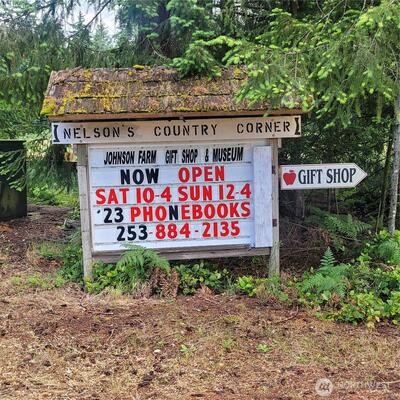 NELSON'S COUNTRY CORNER
JOHNSON FARM GIFT SHOP & MUSEUM
NOW OPEN
SAT 10-4 SUN 12-4
'23 PHONEBOOKS
253-884-2135
GIFT SHOP
NORTHWEST